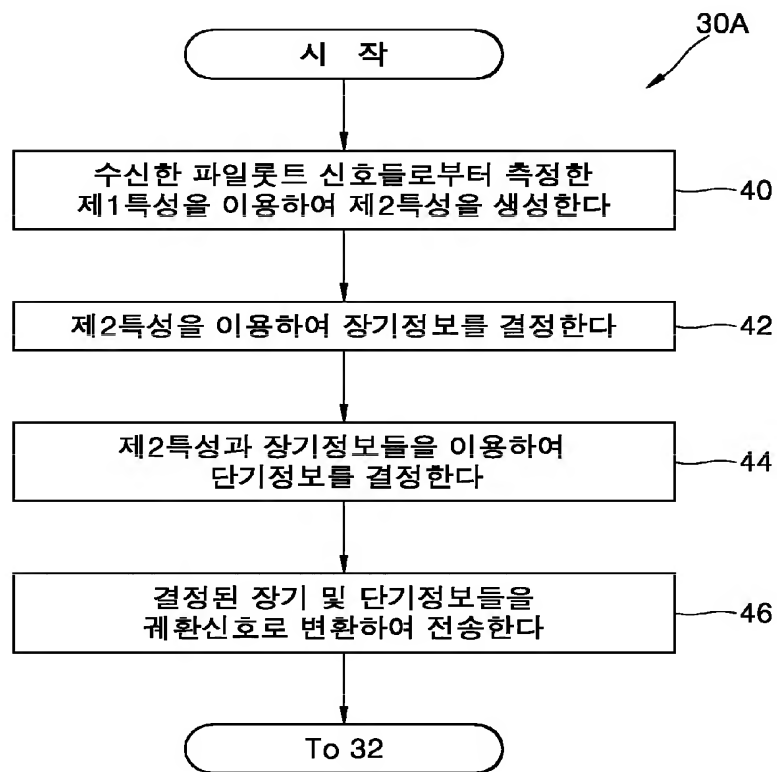 30A
시 작
수신한 파일롯트 신호들로부터 측정한
제1특성을 이용하여 제2특성을 생성한다
40
제2특성을 이용하여 장기정보를 결정한다
42
제2특성과 장기정보들을 이용하여
단기정보를 결정한다
44
결정된 장기 및 단기정보들을
궤환신호로 변환하여 전송한다
46
To 32